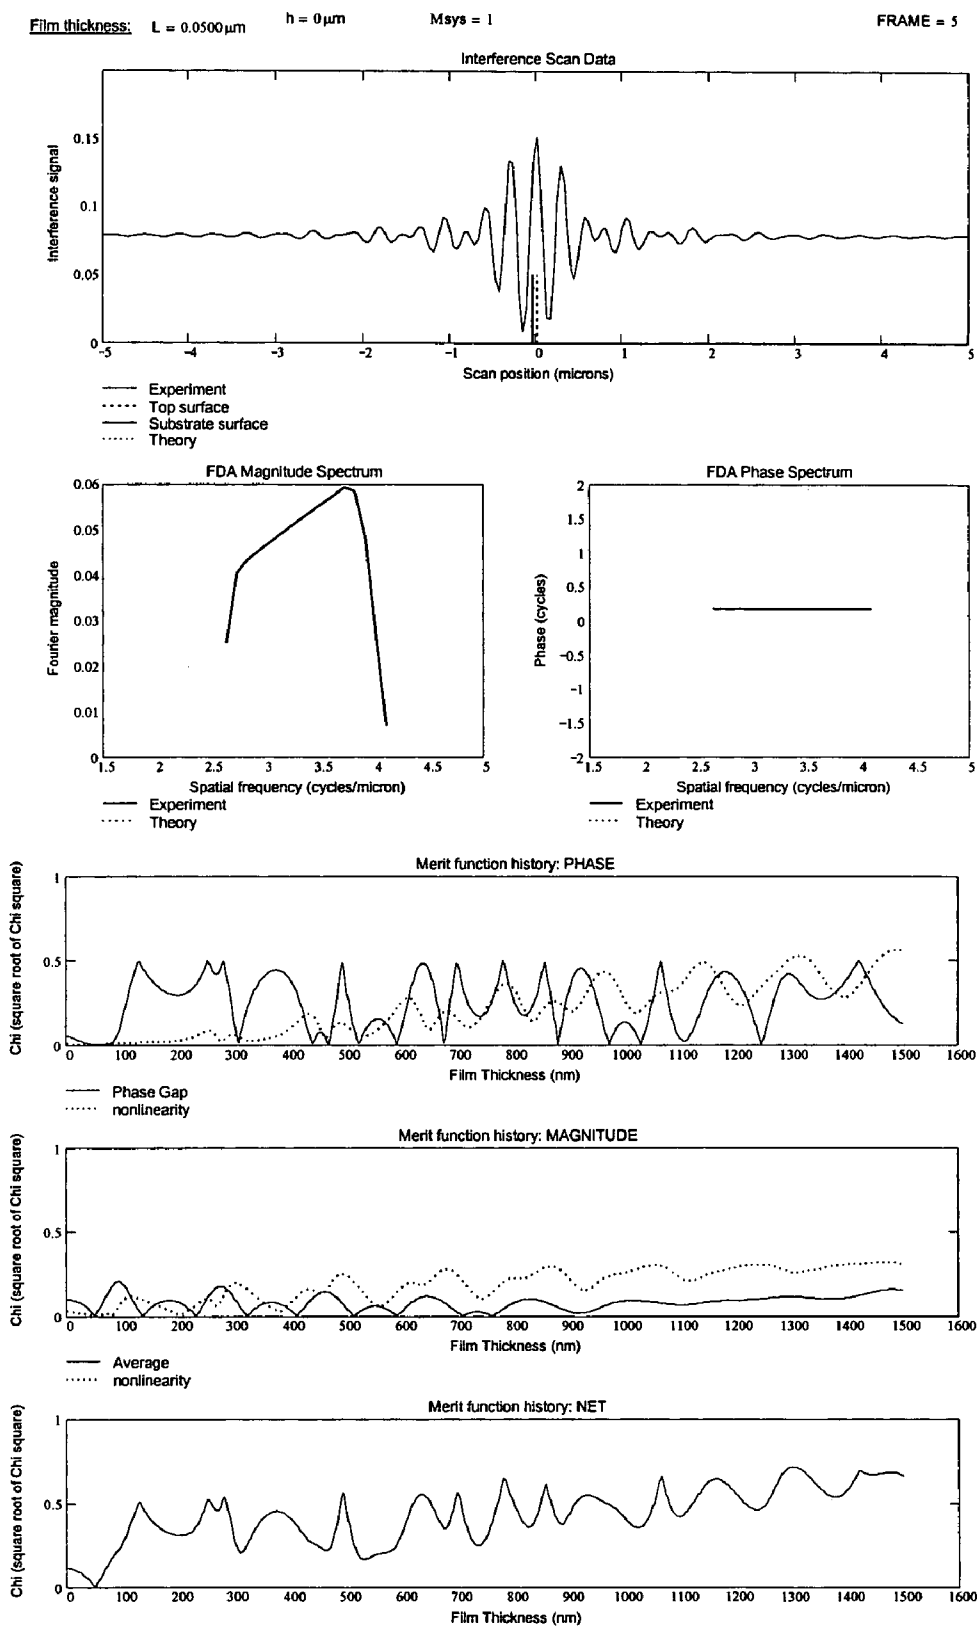 Film thickness: L = 0.0500 μm h = 0 μm Msys = 1 FRAME = 5
Interference Scan Data
Interference signal
0.15
0.1
0.05
0
-5 -4 -3 -2 -1 0 1 2 3 4 5
Scan position (microns)
Experiment
Top surface
Substrate surface
Theory
FDA Magnitude Spectrum
Fourier magnitude
0.06
0.05
0.04
0.03
0.02
0.01
0
1.5 2 2.5 3 3.5 4 4.5 5
Spatial frequency (cycles/micron)
Experiment
Theory
FDA Phase Spectrum
Phase (cycles)
2
1.5
1
0.5
0
-0.5
-1
-1.5
-2
1.5 2 2.5 3 3.5 4 4.5 5
Spatial frequency (cycles/micron)
Experiment
Theory
Merit function history: PHASE
Chi (square root of Chi square)
1
0.5
0
0 100 200 300 400 500 600 700 800 900 1000 1100 1200 1300 1400 1500 1600
Film Thickness (nm)
Phase Gap
nonlinearity
Merit function history: MAGNITUDE
Chi (square root of Chi square)
1
0.5
0
0 100 200 300 400 500 600 700 800 900 1000 1100 1200 1300 1400 1500 1600
Film Thickness (nm)
Average
nonlinearity
Merit function history: NET
Chi (square root of Chi square)
1
0.5
0
0 100 200 300 400 500 600 700 800 900 1000 1100 1200 1300 1400 1500 1600
Film Thickness (nm)